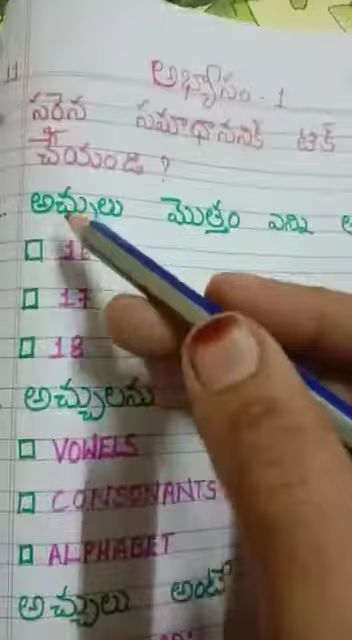 అభ్యాసం - 1
సరైన సమాధానానికి టిక్
చేయండి ?
అచ్చులు మొత్తం ఎన్ని
17
18
అచ్చులను
VOWELS
CONSONANTS
ALPHABET
అచ్చులు అంటే